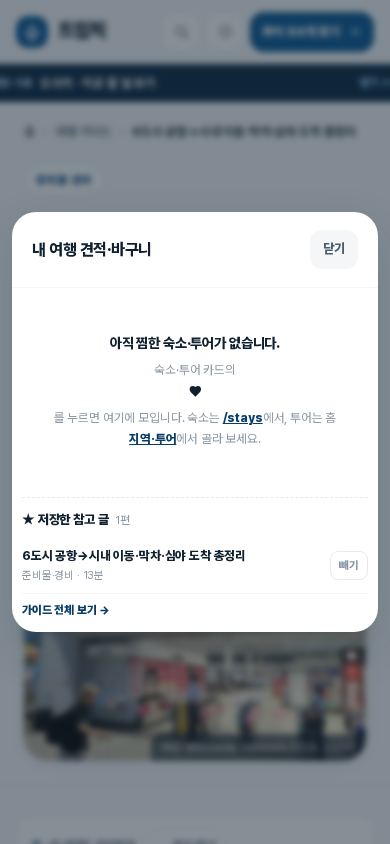 내 여행 견적·바구니
닫기
아직 찜한 숙소·투어가 없습니다.
숙소·투어 카드의
♥
를 누르면 여기에 모입니다. 숙소는 /stays에서, 투어는 홈
지역·투어에서 골라 보세요.
★ 저장한 참고 글 1편
6도시 공항→시내 이동·막차·심야 도착 총정리
준비물·경비 · 13분
빼기
가이드 전체 보기 →